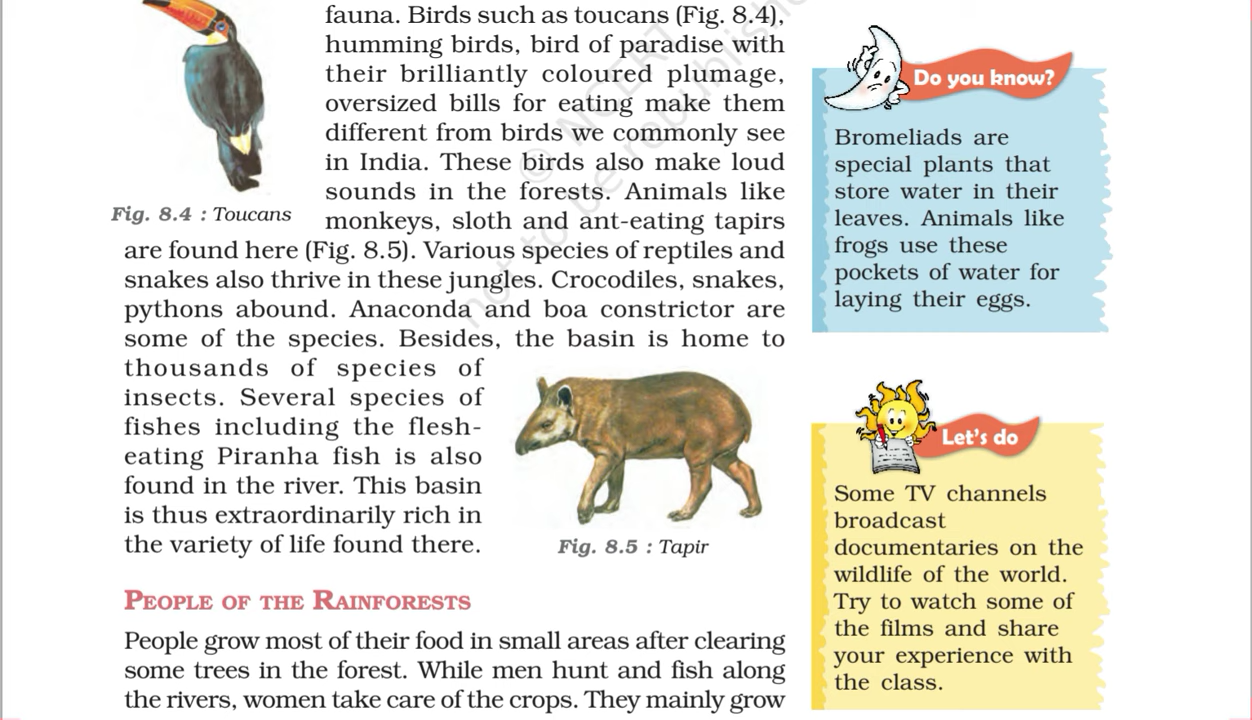 fauna. Birds such as toucans (Fig. 8.4),
humming birds, bird of paradise with
their brilliantly coloured plumage,
oversized bills for eating make them
different from birds we commonly see
in India. These birds also make loud
sounds in the forests. Animals like
monkeys, sloth and ant-eating tapirs
Fig. 8.4 : Toucans
are found here (Fig. 8.5). Various species of reptiles and
snakes also thrive in these jungles. Crocodiles, snakes,
pythons abound. Anaconda and boa constrictor are
some of the species. Besides, the basin is home to
thousands of species of
insects. Several species of
fishes including the flesh-
eating Piranha fish is also
found in the river. This basin
is thus extraordinarily rich in
the variety of life found there.
Fig. 8.5 : Tapir
PEOPLE OF THE RAINFORESTS
People grow most of their food in small areas after clearing
some trees in the forest. While men hunt and fish along
the rivers, women take care of the crops. They mainly grow
Do you know?
Bromeliads are
special plants that
store water in their
leaves. Animals like
frogs use these
pockets of water for
laying their eggs.
Let's do
Some TV channels
broadcast
documentaries on the
wildlife of the world.
Try to watch some of
the films and share
your experience with
the class.
© NCERT
not to be republished